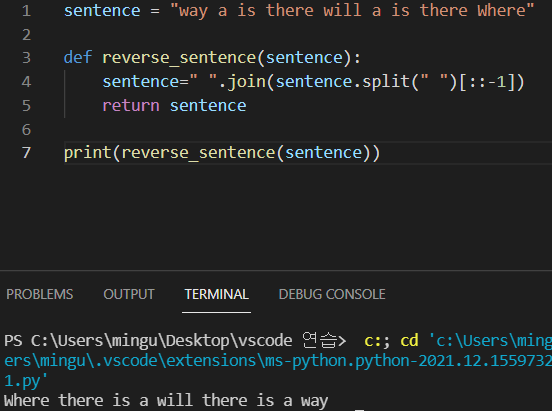 1 sentence = "way a is there will a is there Where"
2
3 def reverse_sentence(sentence):
4     sentence=" ".join(sentence.split(" ")[::-1])
5     return sentence
6
7 print(reverse_sentence(sentence))
PROBLEMS OUTPUT TERMINAL DEBUG CONSOLE
PS C:\Users\mingu\Desktop\vscode 연습>  c:; cd 'c:\Users\ming
ers\mingu\.vscode\extensions\ms-python.python-2021.12.1559732
1.py'
Where there is a will there is a way